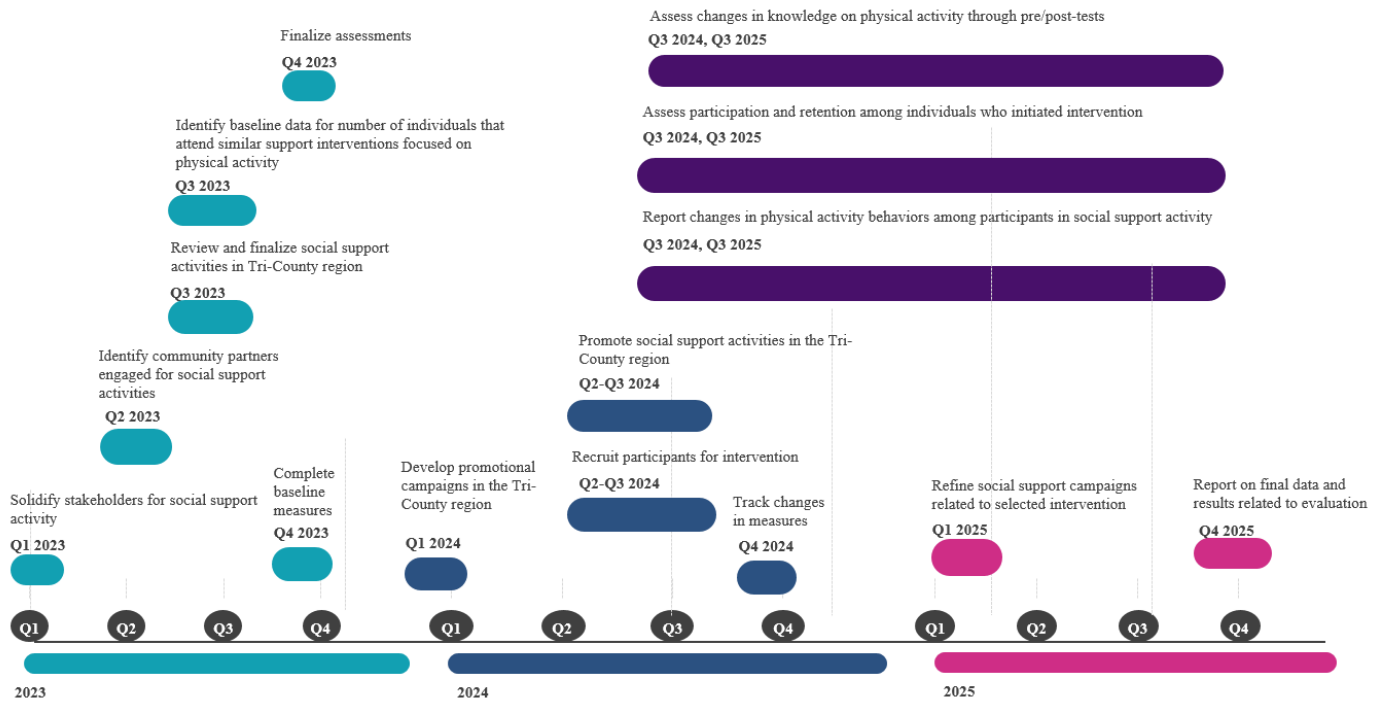 Finalize assessments
Q4 2023
Identify baseline data for number of individuals that
attend similar support interventions focused on
physical activity
Q3 2023
Review and finalize social support
activities in Tri-County region
Q3 2023
Identify community partners
engaged for social support
activities
Q2 2023
Solidify stakeholders for social support
activity
Q1 2023
Complete
baseline
measures
Q4 2023
Assess changes in knowledge on physical activity through pre/post-tests
Q3 2024, Q3 2025
Assess participation and retention among individuals who initiated intervention
Q3 2024, Q3 2025
Report changes in physical activity behaviors among participants in social support activity
Q3 2024, Q3 2025
Promote social support activities in the Tri-
County region
Q2-Q3 2024
Develop promotional
campaigns in the Tri-
County region
Q1 2024
Recruit participants for intervention
Q2-Q3 2024
Track changes
in measures
Q4 2024
Refine social support campaigns
related to selected intervention
Q1 2025
Report on final data and
results related to evaluation
Q4 2025
Q1 Q2 Q3 Q4 Q1 Q2 Q3 Q4 Q1 Q2 Q3 Q4
2023 2024 2025